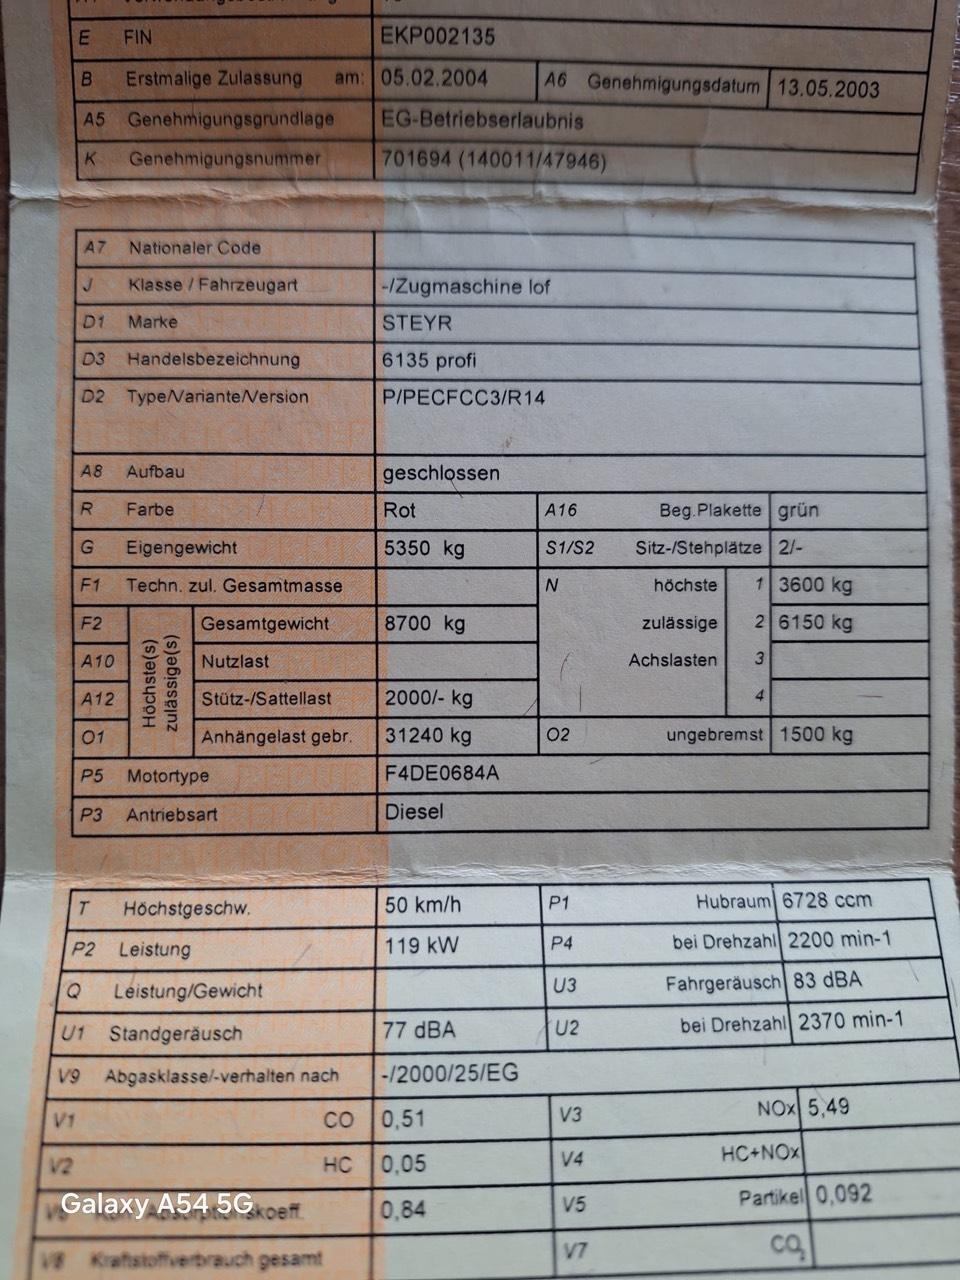 E FIN EKP002135
B Erstmalige Zulassung am: 05.02.2004 A6 Genehmigungsdatum 13.05.2003
A5 Genehmigungsgrundlage EG-Betriebserlaubnis
K Genehmigungsnummer 701694 (140011/47946)
A7 Nationaler Code
J Klasse / Fahrzeugart -/Zugmaschine lof
D1 Marke STEYR
D3 Handelsbezeichnung 6135 profi
D2 Type/Variante/Version P/PECFCC3/R14
A8 Aufbau geschlossen
R Farbe Rot A16 Beg.Plakette grün
G Eigengewicht 5350 kg S1/S2 Sitz-/Stehplätze 2/-
F1 Techn. zul. Gesamtmasse N höchste 1 3600 kg
F2 Höchste(s) zulässige(s) Gesamtgewicht 8700 kg zulässige 2 6150 kg
A10 Nutzlast Achslasten 3
A12 Stütz-/Sattellast 2000/- kg 4
O1 Anhängelast gebr. 31240 kg O2 ungebremst 1500 kg
P5 Motortype F4DE0684A
P3 Antriebsart Diesel
T Höchstgeschw. 50 km/h P1 Hubraum 6728 ccm
P2 Leistung 119 kW P4 bei Drehzahl 2200 min-1
Q Leistung/Gewicht U3 Fahrgeräusch 83 dBA
U1 Standgeräusch 77 dBA U2 bei Drehzahl 2370 min-1
V9 Abgasklasse/-verhalten nach -/2000/25/EG
V1 CO 0,51 V3 NOx 5,49
V2 HC 0,05 V4 HC+NOx
Galaxy A54 5G
0,84 V5 Partikel 0,092
V8 Kraftstoffverbrauch gesamt V7 CO₂